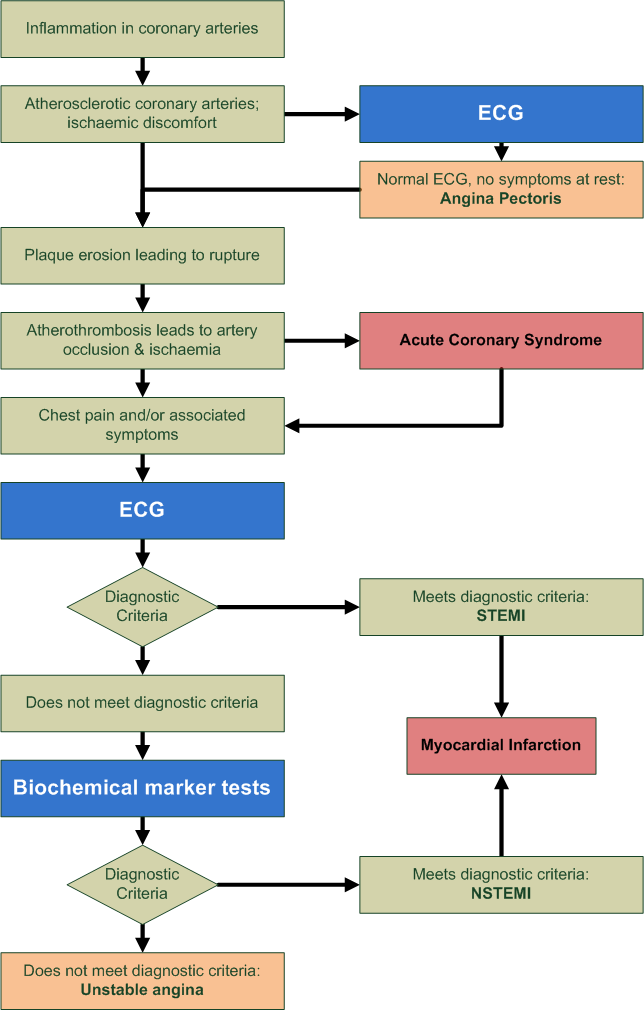 Inflammation in coronary arteries
Atherosclerotic coronary arteries;
ischaemic discomfort
ECG
Normal ECG, no symptoms at rest:
Angina Pectoris
Plaque erosion leading to rupture
Atherothrombosis leads to artery
occlusion & ischaemia
Acute Coronary Syndrome
Chest pain and/or associated
symptoms
ECG
Diagnostic
Criteria
Meets diagnostic criteria:
STEMI
Does not meet diagnostic criteria
Myocardial Infarction
Biochemical marker tests
Diagnostic
Criteria
Meets diagnostic criteria:
NSTEMI
Does not meet diagnostic criteria:
Unstable angina